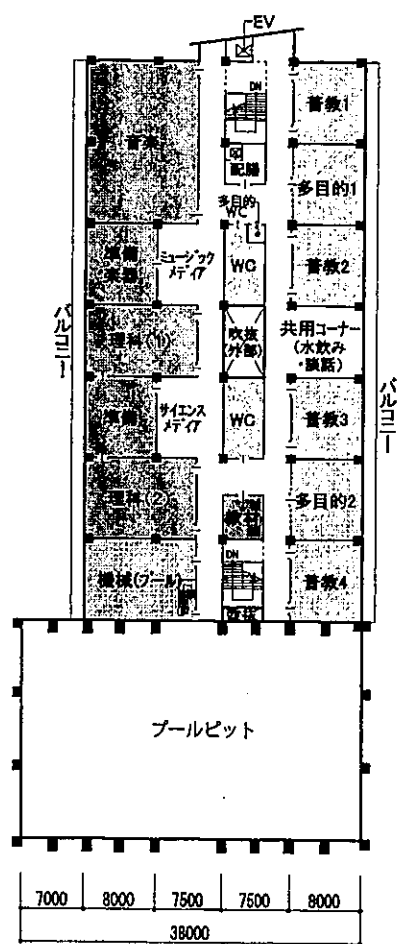 EV
DN
音楽
普教1
配膳
多目的1
多目的
WC
準備
楽器
ミュージック
メディア
WC
普教2
バルコニー
理科(1)
吹抜
(外部)
共用コーナー
(水飲み
・談話)
バルコニー
準備
サイエンス
メディア
WC
普教3
理科(2)
多目的2
DN
機械(プール)
普教4
プールピット
7000
8000
7500
7500
8000
38000